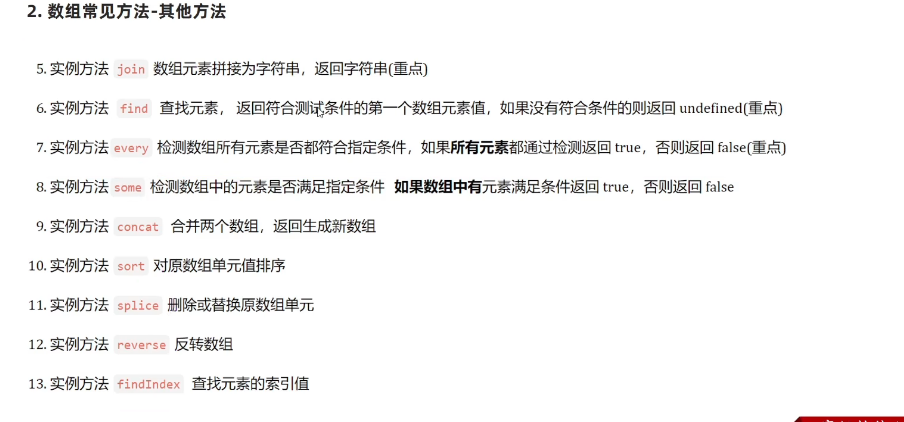 2. 数组常见方法-其他方法
5. 实例方法 join 数组元素拼接为字符串，返回字符串(重点)
6. 实例方法 find 查找元素， 返回符合测试条件的第一个数组元素值，如果没有符合条件的则返回 undefined(重点)
7. 实例方法 every 检测数组所有元素是否都符合指定条件，如果所有元素都通过检测返回 true，否则返回 false(重点)
8. 实例方法 some 检测数组中的元素是否满足指定条件 如果数组中有元素满足条件返回 true，否则返回 false
9. 实例方法 concat 合并两个数组，返回生成新数组
10. 实例方法 sort 对原数组单元值排序
11. 实例方法 splice 删除或替换原数组单元
12. 实例方法 reverse 反转数组
13. 实例方法 findIndex 查找元素的索引值